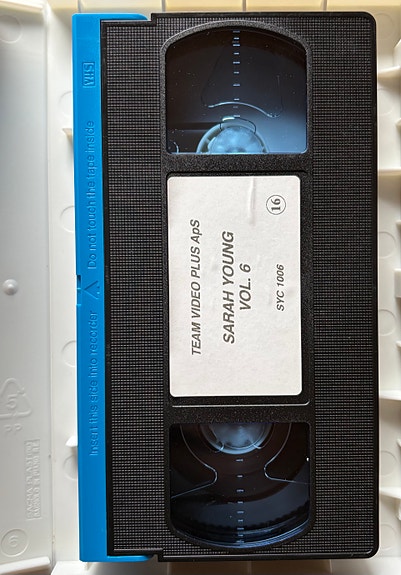 TEAM VIDEO PLUS ApS
SARAH YOUNG
VOL. 6
SYC 1006
16
VHS
Insert this side into recorder
Do not touch the tape inside
PP